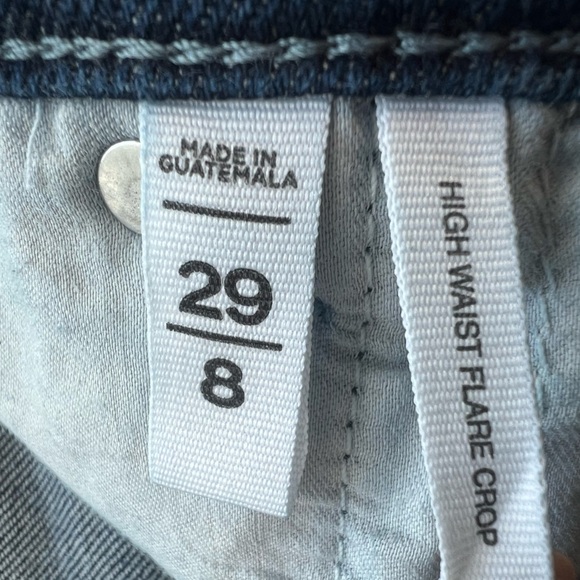 MADE IN
GUATEMALA
29
8
HIGH WAIST FLARE CROP